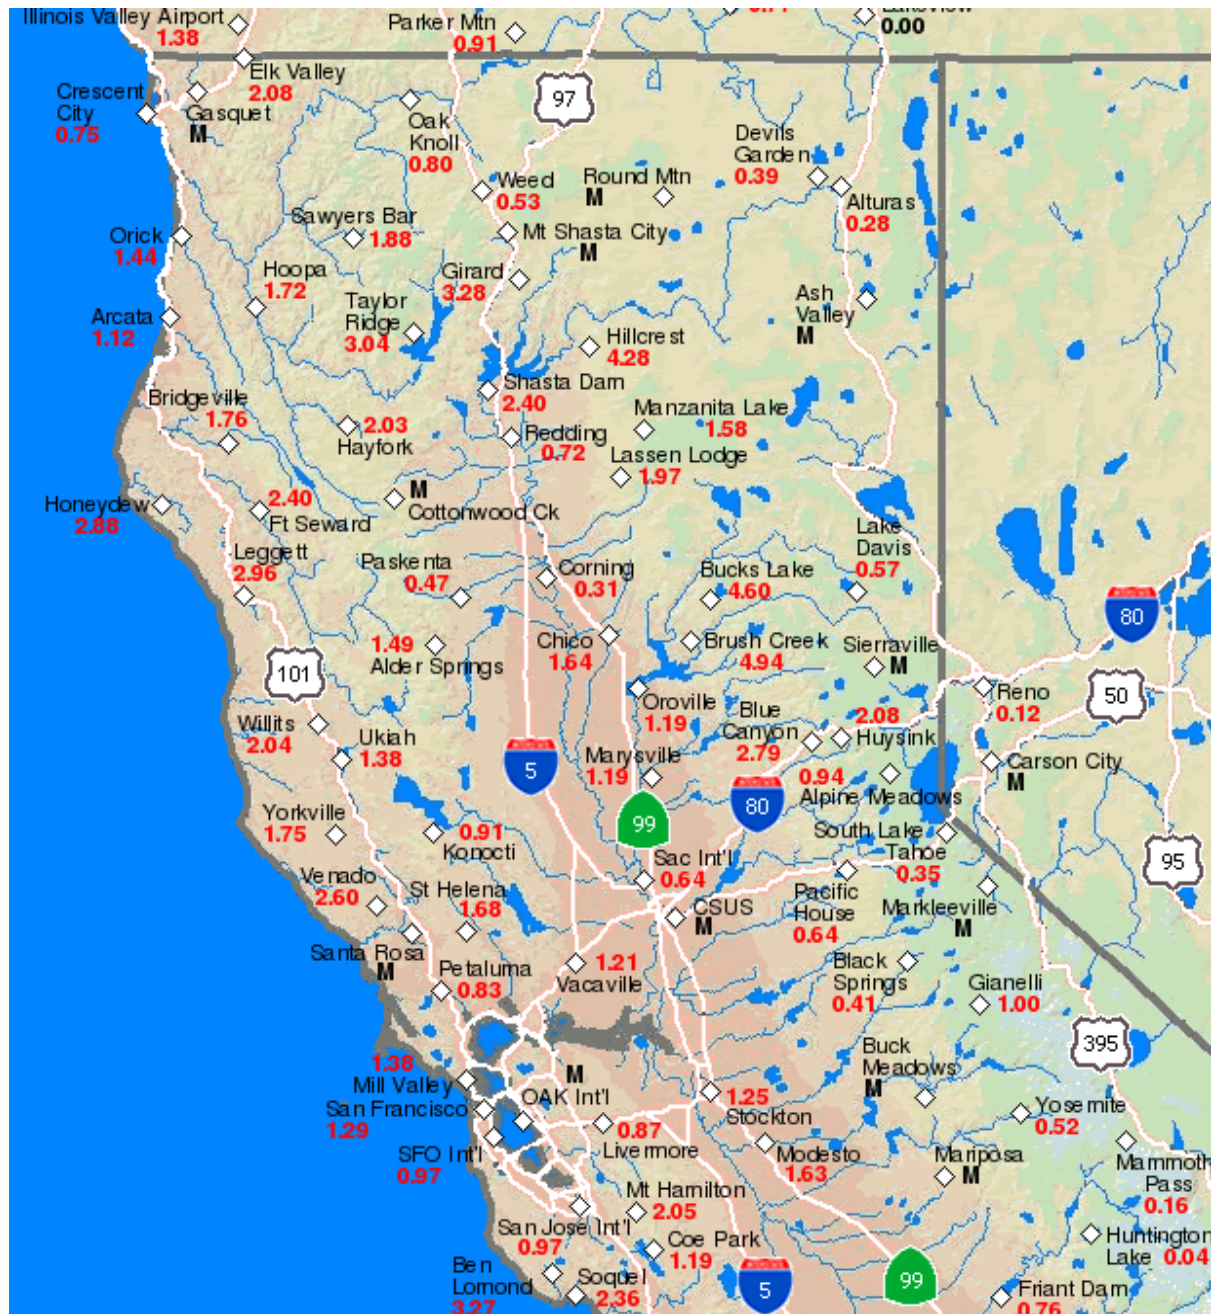 Illinois Valley Airport
1.38
Parker Mtn
0.91
Lakeview
0.00
Elk Valley
2.08
Crescent
City
0.75
Gasquet
M
97
Oak
Knoll
0.80
Devils
Garden
0.39
Weed
0.53
Round Mtn
M
Alturas
0.28
Sawyers Bar
1.88
Mt Shasta City
M
Orick
1.44
Hoopa
1.72
Girard
3.28
Taylor
Ridge
3.04
Ash
Valley
M
Arcata
1.12
Hillcrest
4.28
Shasta Dam
2.40
Bridgeville
1.76
2.03
Hayfork
Manzanita Lake
1.58
Redding
0.72
Lassen Lodge
1.97
M
Cottonwood Ck
Honeydew
2.88
2.40
Ft Seward
Lake
Davis
0.57
Leggett
2.96
Paskenta
0.47
Corning
0.31
Bucks Lake
4.60
80
1.49
Alder Springs
Chico
1.64
Brush Creek
4.94
Sierraville
M
101
Oroville
1.19
Reno
0.12
50
Willits
2.04
Ukiah
1.38
Blue
Canyon
2.79
2.08
Huysink
5
Marysville
1.19
Carson City
M
0.94
Alpine Meadows
80
99
Yorkville
1.75
0.91
Konocti
South Lake
Tahoe
0.35
95
Venado
2.60
St Helena
1.68
Sac Int'l
0.64
Pacific
House
0.64
Markleeville
M
CSUS
M
Santa Rosa
M
1.21
Vacaville
Black
Springs
0.41
Petaluma
0.83
Gianelli
1.00
395
1.38
Mill Valley
M
OAK Int'l
Buck
Meadows
M
San Francisco
1.29
1.25
Stockton
Yosemite
0.52
SFO Int'l
0.97
0.87
Livermore
Modesto
1.63
Mariposa
M
Mammoth
Pass
0.16
Mt Hamilton
2.05
San Jose Int'l
0.97
Coe Park
1.19
Huntington
Lake 0.04
Ben
Lomond
3.27
Soquel
2.36
5
99
Friant Dam
0.76